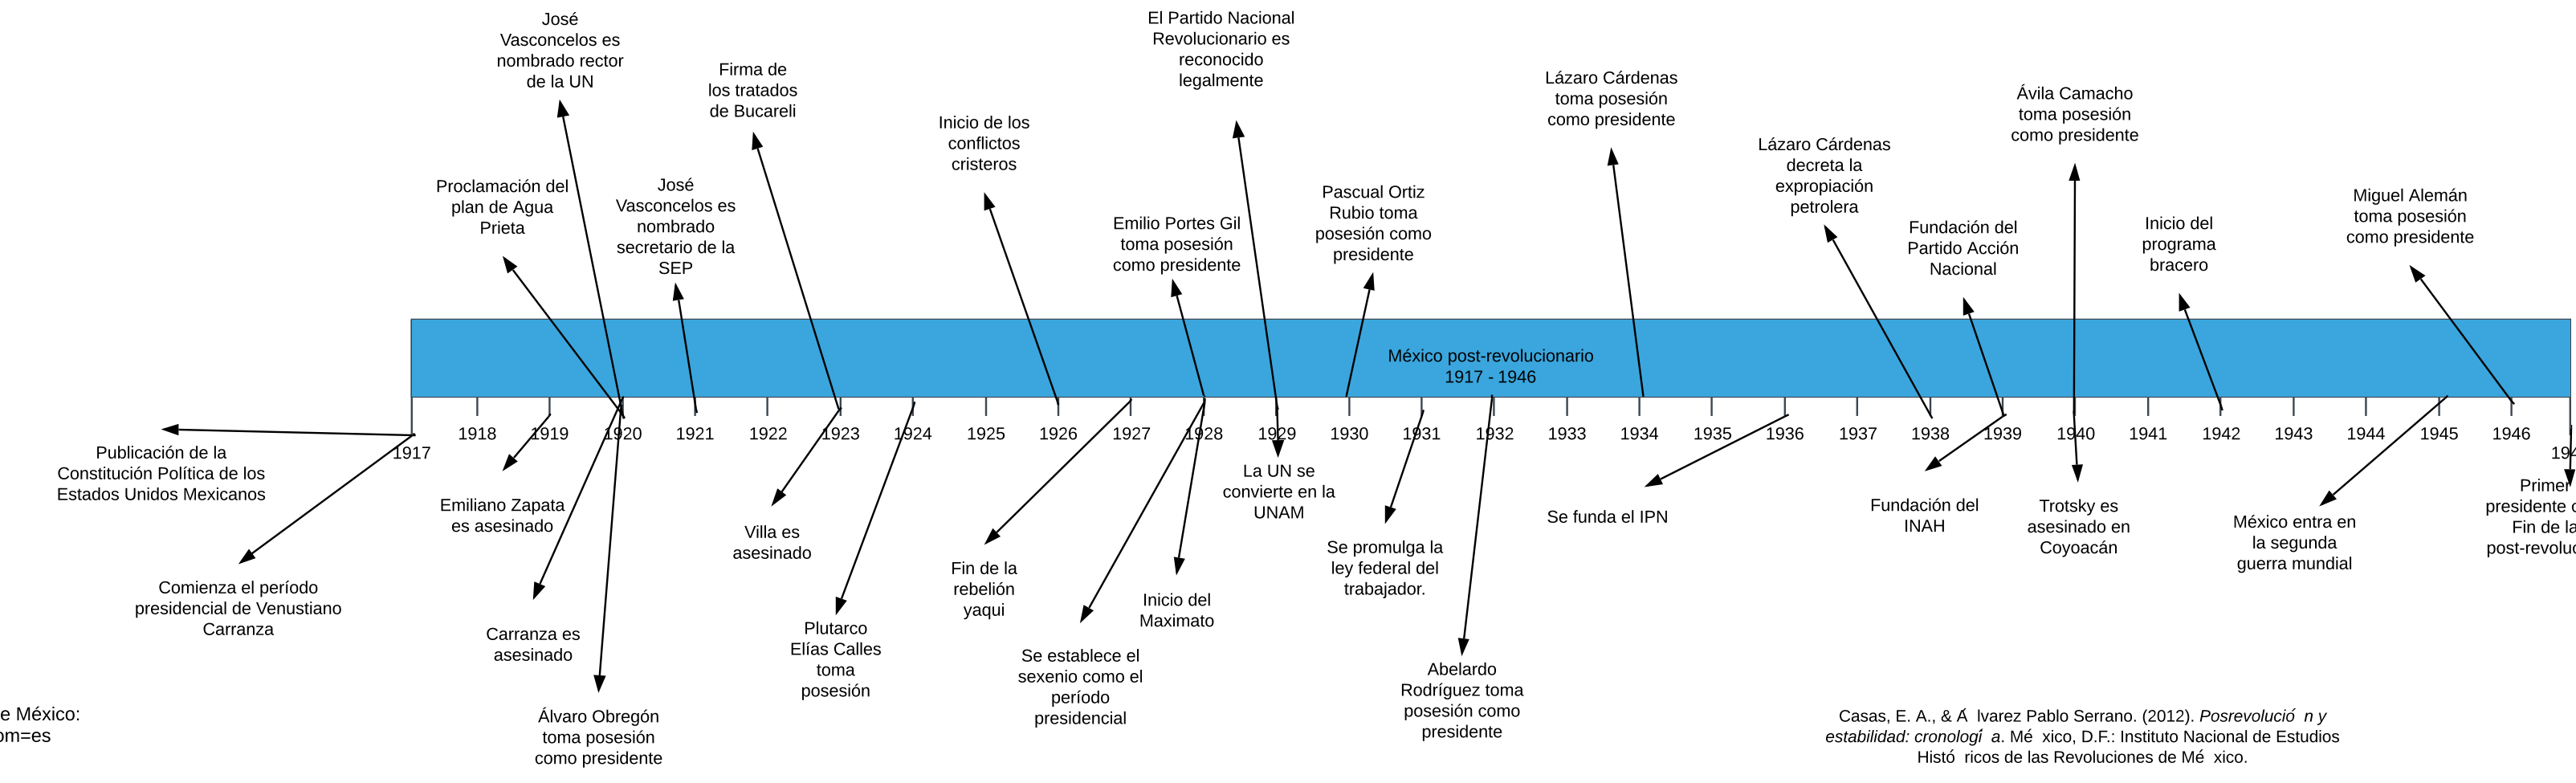 José
Vasconcelos es
nombrado rector
de la UN
Firma de
los tratados
de Bucareli
El Partido Nacional
Revolucionario es
reconocido
legalmente
Lázaro Cárdenas
toma posesión
como presidente
Ávila Camacho
toma posesión
como presidente
Inicio de los
conflictos
cristeros
Lázaro Cárdenas
decreta la
expropiación
petrolera
Proclamación del
plan de Agua
Prieta
José
Vasconcelos es
nombrado
secretario de la
SEP
Emilio Portes Gil
toma posesión
como presidente
Pascual Ortiz
Rubio toma
posesión como
presidente
Fundación del
Partido Acción
Nacional
Inicio del
programa
bracero
Miguel Alemán
toma posesión
como presidente
México post-revolucionario
1917 - 1946
1917
1918
1919
1920
1921
1922
1923
1924
1925
1926
1927
1928
1929
1930
1931
1932
1933
1934
1935
1936
1937
1938
1939
1940
1941
1942
1943
1944
1945
1946
Publicación de la
Constitución Política de los
Estados Unidos Mexicanos
Comienza el período
presidencial de Venustiano
Carranza
Emiliano Zapata
es asesinado
Carranza es
asesinado
Álvaro Obregón
toma posesión
como presidente
Villa es
asesinado
Plutarco
Elías Calles
toma
posesión
Fin de la
rebelión
yaqui
Se establece el
sexenio como el
período
presidencial
Inicio del
Maximato
La UN se
convierte en la
UNAM
Se promulga la
ley federal del
trabajador.
Abelardo
Rodríguez toma
posesión como
presidente
Se funda el IPN
Fundación del
INAH
Trotsky es
asesinado en
Coyoacán
México entra en
la segunda
guerra mundial
Primer
presidente
Fin de la
post-revolu
e México:
om=es
Casas, E. A., & Á lvarez Pablo Serrano. (2012). Posrevolució n y
estabilidad: cronologí a. Mé xico, D.F.: Instituto Nacional de Estudios
Histó ricos de las Revoluciones de Mé xico.